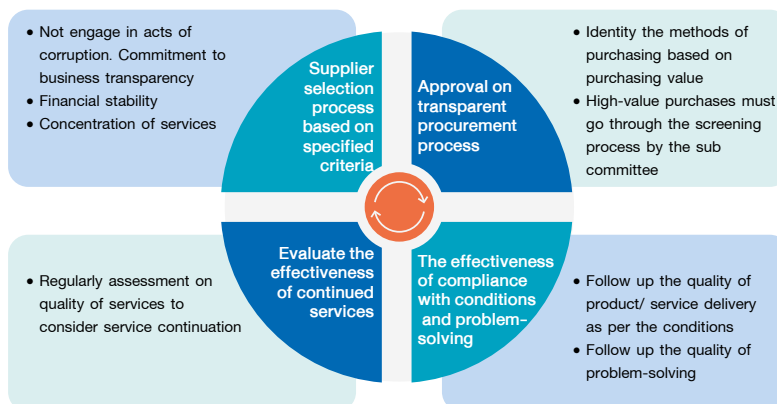 • Not engage in acts of
corruption. Commitment to
business transparency
• Financial stability
• Concentration of services
Supplier
selection
process
based on
specified
criteria
Approval on
transparent
procurement
process
• Identity the methods of
purchasing based on
purchasing value
• High-value purchases must
go through the screening
process by the sub
committee
• Regularly assessment on
quality of services to
consider service continuation
Evaluate the
effectiveness
of continued
services
The effectiveness
of compliance
with conditions
and problem-
solving
• Follow up the quality of
product/ service delivery
as per the conditions
• Follow up the quality of
problem-solving